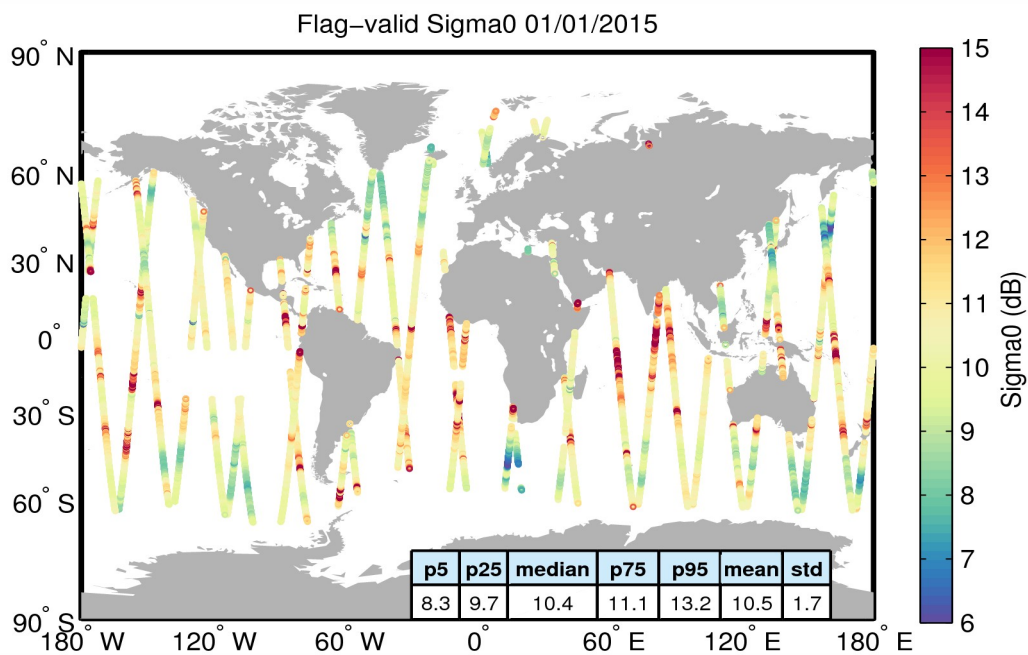 Flag−valid Sigma0 01/01/2015
90° N
60° N
30° N
0°
30° S
60° S
90° S
180° W 120° W 60° W 0° 60° E 120° E 180° E
p5 p25 median p75 p95 mean std
8.3 9.7 10.4 11.1 13.2 10.5 1.7
15
14
13
12
11
10
9
8
7
6
Sigma0 (dB)